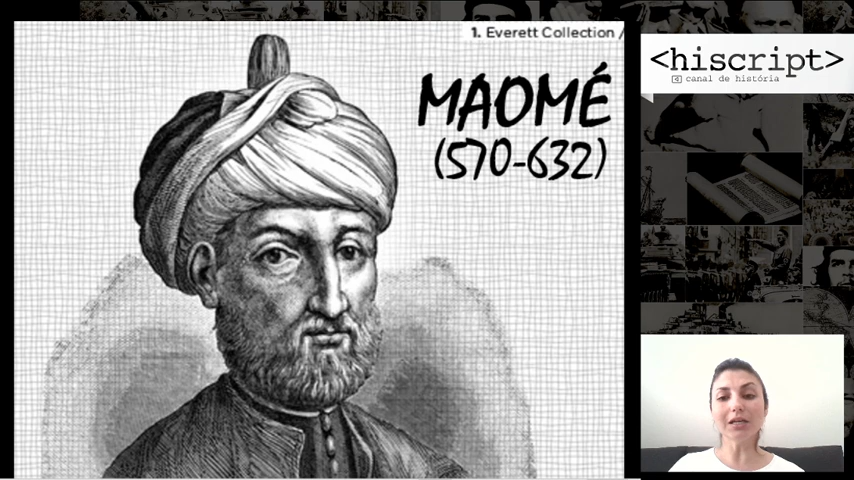 1. Everett Collection /
MAOMÉ
(570-632)
<hiscript>
canal de história